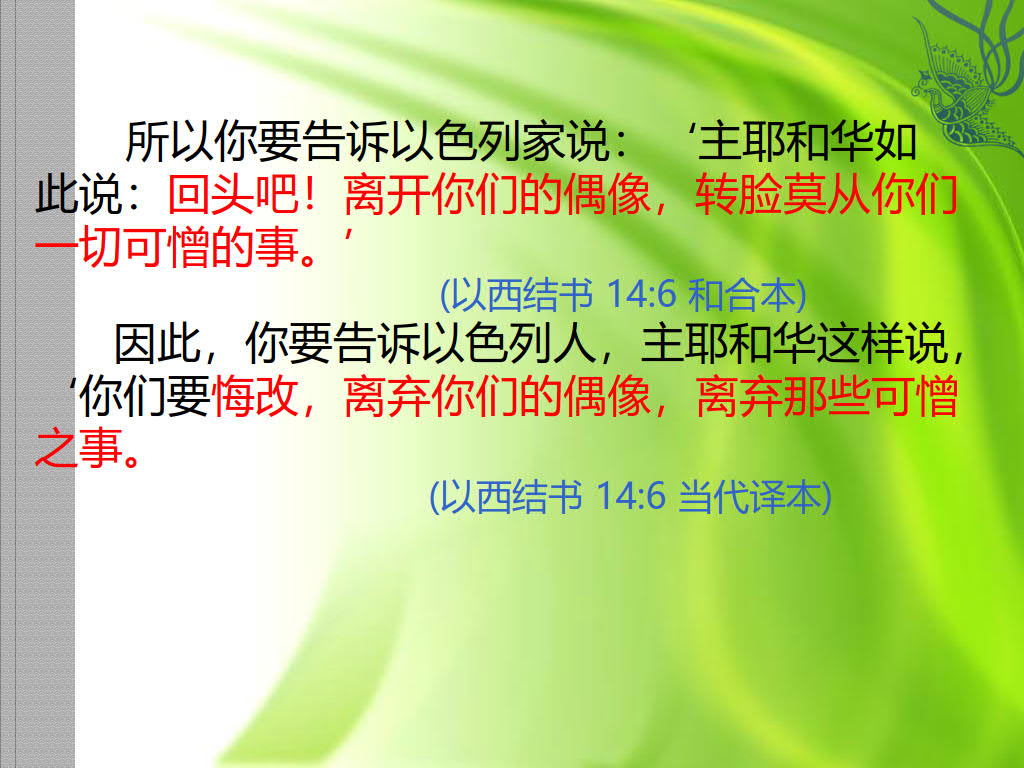 所以你要告诉以色列家说：‘主耶和华如
此说：回头吧！离开你们的偶像，转脸莫从你们
一切可憎的事。’
(以西结书 14:6 和合本)
因此，你要告诉以色列人，主耶和华这样说，
‘你们要悔改，离弃你们的偶像，离弃那些可憎
之事。
(以西结书 14:6 当代译本)